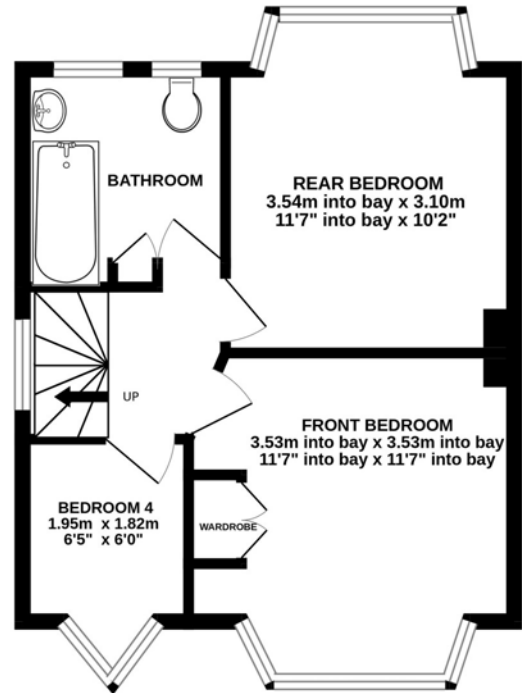 BATHROOM
REAR BEDROOM
3.54m into bay x 3.10m
11'7" into bay x 10'2"
UP
FRONT BEDROOM
3.53m into bay x 3.53m into bay
11'7" into bay x 11'7" into bay
WARDROBE
BEDROOM 4
1.95m x 1.82m
6'5" x 6'0"